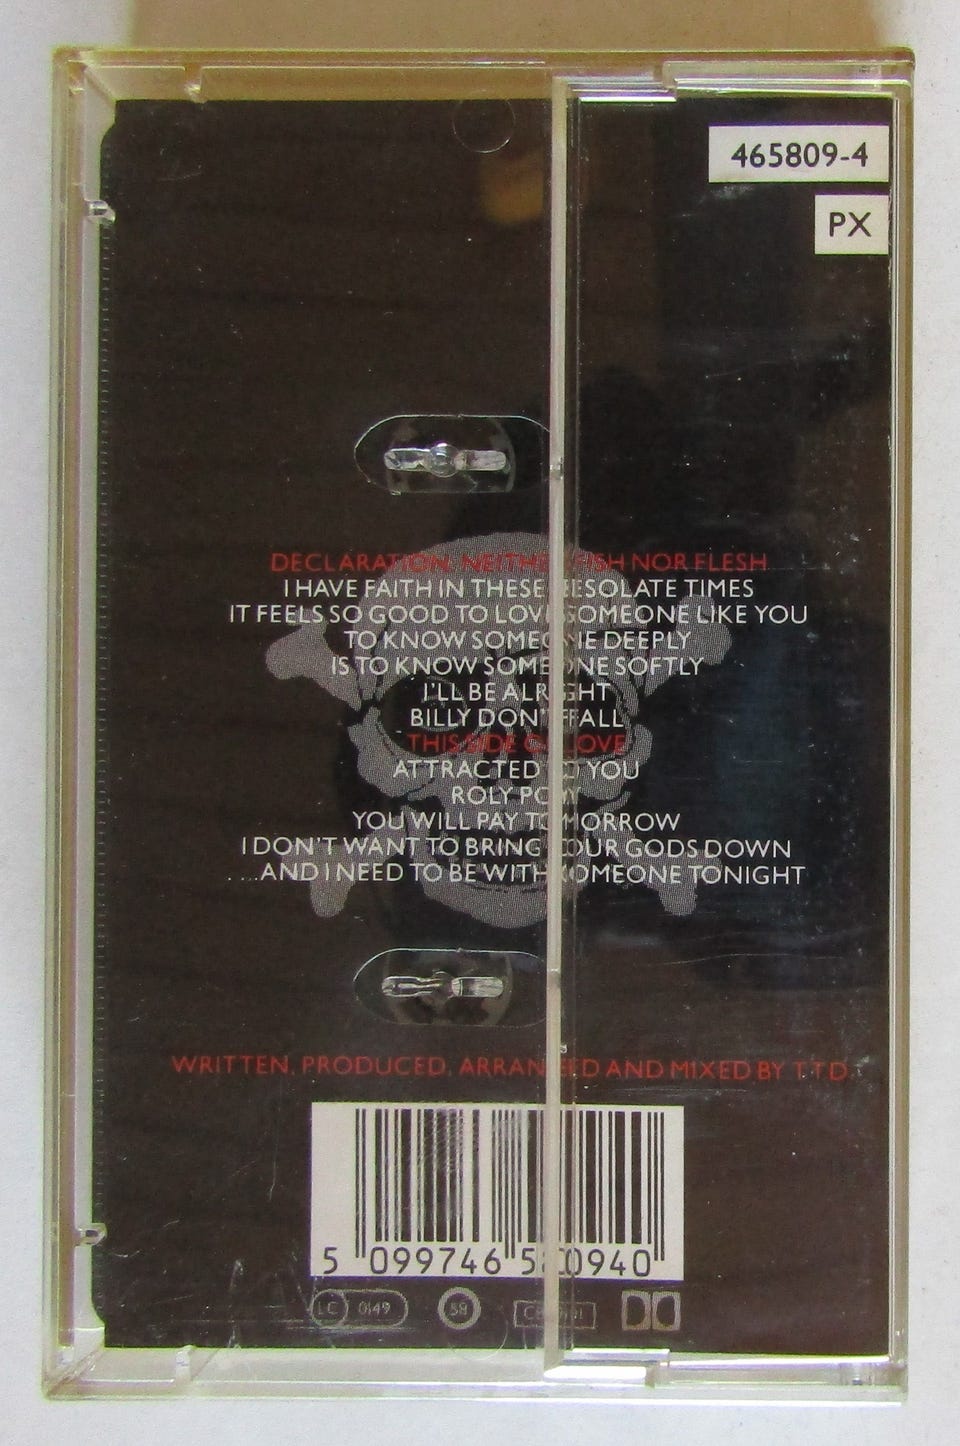 465809-4
PX
DECLARATION: NEITHER FISH NOR FLESH
I HAVE FAITH IN THESE DESOLATE TIMES
IT FEELS SO GOOD TO LOVE SOMEONE LIKE YOU
TO KNOW SOMEONE DEEPLY
IS TO KNOW SOMEONE SOFTLY
I'LL BE ALRIGHT
BILLY DON'T FALL
THIS SIDE OF LOVE
ATTRACTED TO YOU
ROLY POLY
YOU WILL PAY TOMORROW
I DON'T WANT TO BRING YOUR GODS DOWN
....AND I NEED TO BE WITH SOMEONE TONIGHT
WRITTEN, PRODUCED, ARRANGED AND MIXED BY T.T.D.
5 099746 580940
LC 0149